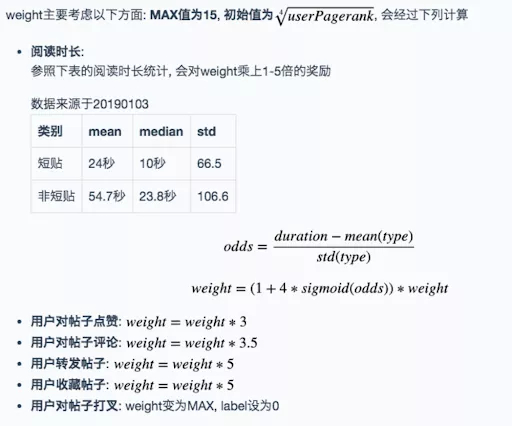 weight主要考虑以下方面: MAX值为15, 初始值为∜userPagerank, 会经过下列计算
• 阅读时长:
参照下表的阅读时长统计, 会对weight乘上1-5倍的奖励
数据来源于20190103
类别 mean median std
短贴 24秒 10秒 66.5
非短贴 54.7秒 23.8秒 106.6
odds = (duration − mean(type)) / std(type)
weight = (1 + 4 * sigmoid(odds)) * weight
• 用户对帖子点赞: weight = weight * 3
• 用户对帖子评论: weight = weight * 3.5
• 用户转发帖子: weight = weight * 5
• 用户收藏帖子: weight = weight * 5
• 用户对帖子打叉: weight变为MAX, label设为0